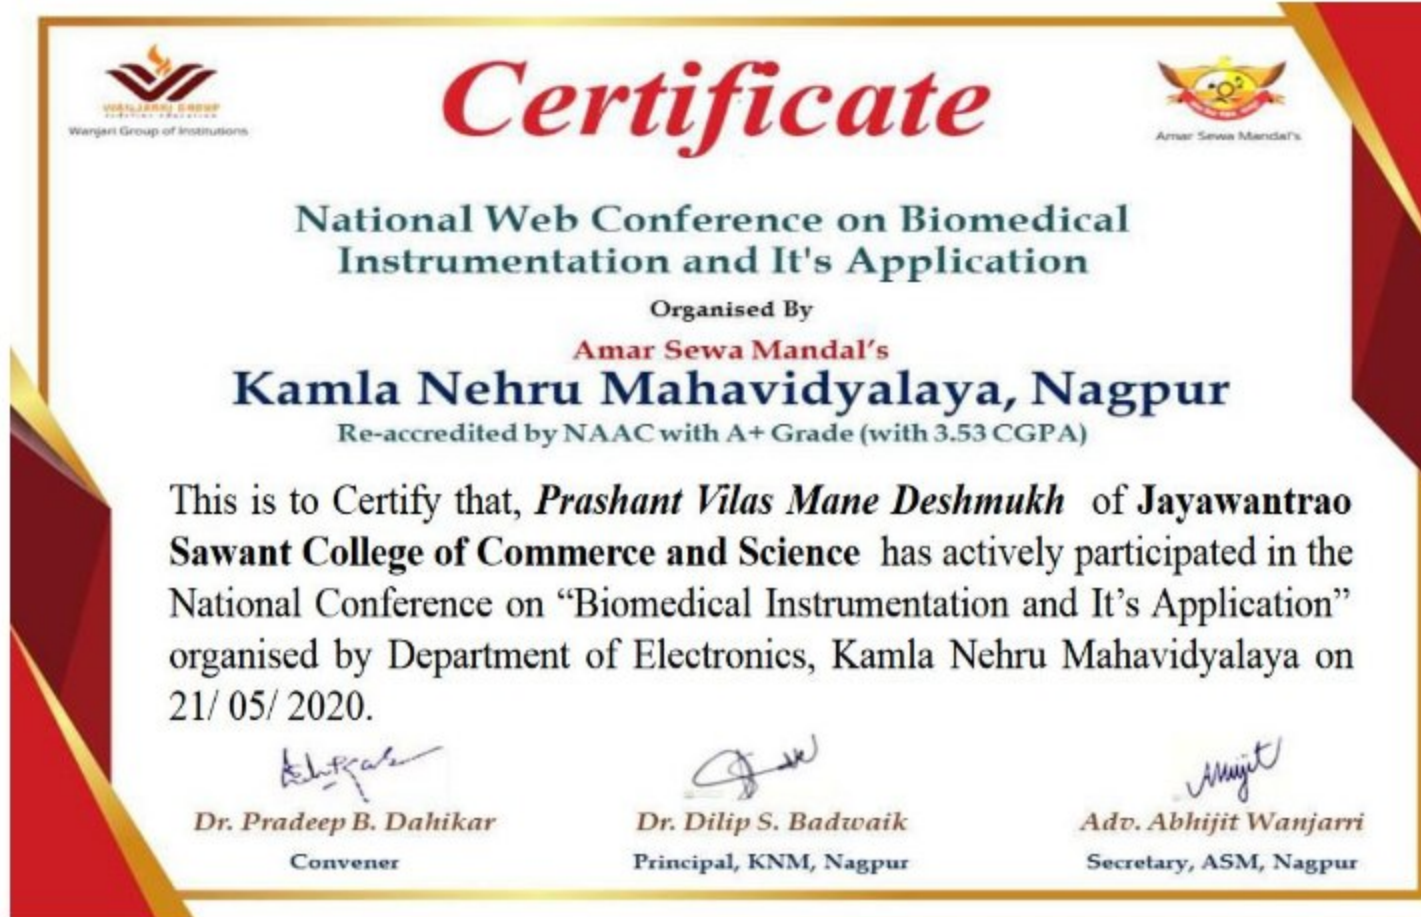 Certificate
WANJARRI GROUP
Wanjari Group of Institutions
Amar Sewa Mandal's
National Web Conference on Biomedical
Instrumentation and It's Application
Organised By
Amar Sewa Mandal's
Kamla Nehru Mahavidyalaya, Nagpur
Re-accredited by NAAC with A+ Grade (with 3.53 CGPA)
This is to Certify that, Prashant Vilas Mane Deshmukh of Jayawantrao
Sawant College of Commerce and Science has actively participated in the
National Conference on “Biomedical Instrumentation and It’s Application”
organised by Department of Electronics, Kamla Nehru Mahavidyalaya on
21/ 05/ 2020.
Dr. Pradeep B. Dahikar
Dr. Dilip S. Badwaik
Adv. Abhijit Wanjarri
Convener
Principal, KNM, Nagpur
Secretary, ASM, Nagpur